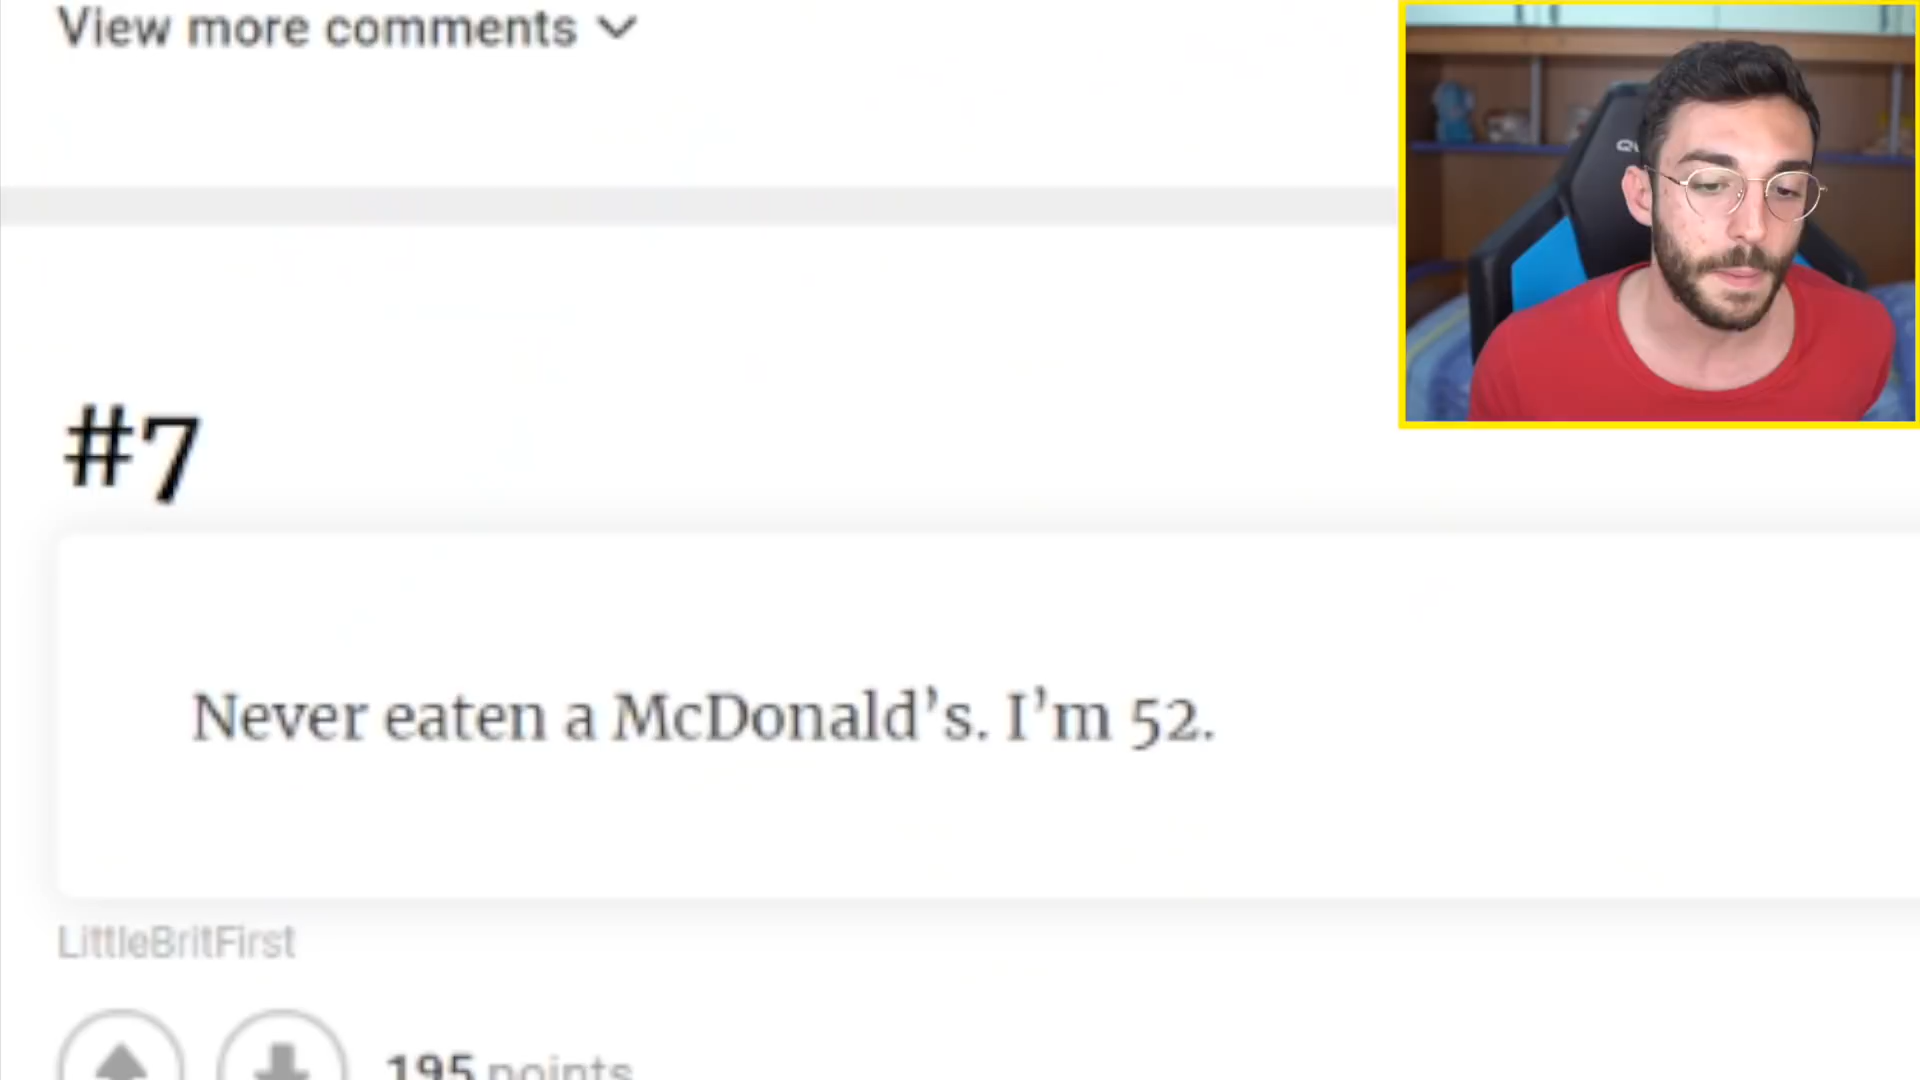 View more comments
#7
Never eaten a McDonald’s. I’m 52.
LittleBritFirst
195 points